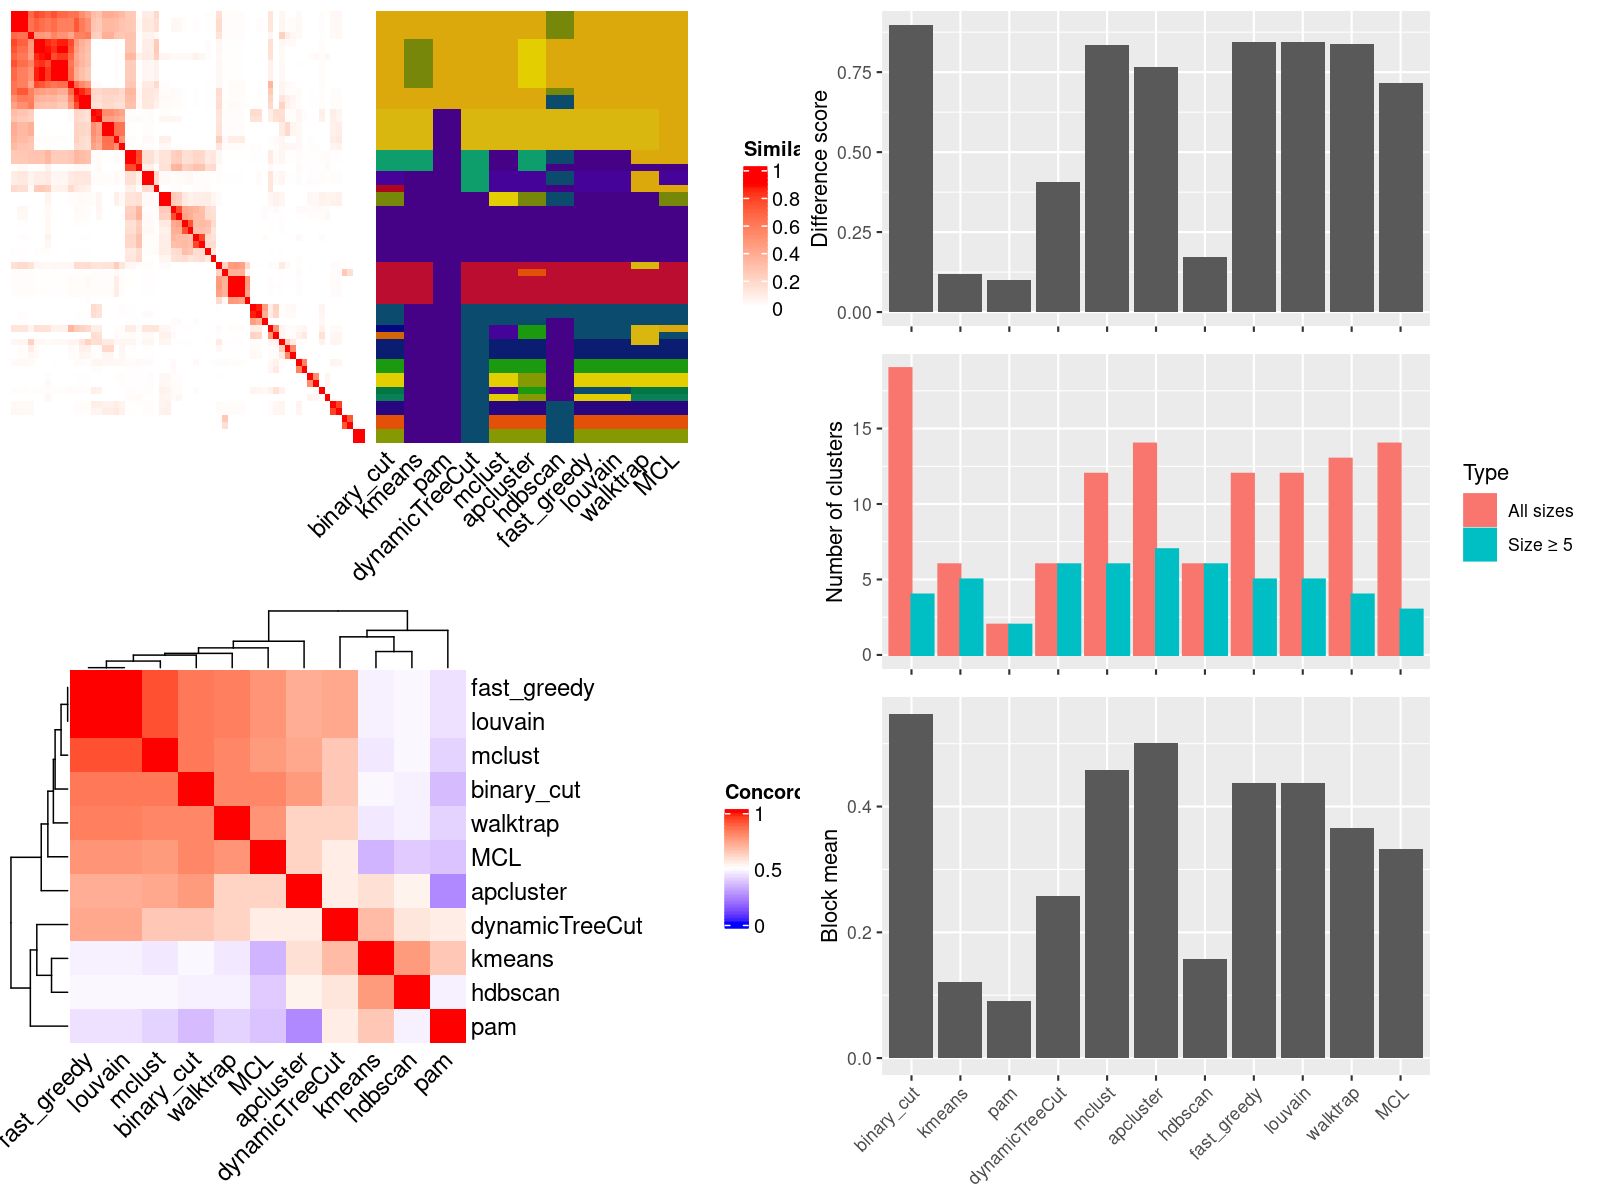 Simila
1
0.8
0.6
0.4
0.2
0
binary_cut
kmeans
pam
dynamicTreeCut
mclust
apcluster
hdbscan
fast_greedy
louvain
walktrap
MCL
fast_greedy
louvain
mclust
binary_cut
walktrap
MCL
apcluster
dynamicTreeCut
kmeans
hdbscan
pam
fast_greedy
louvain
mclust
binary_cut
walktrap
MCL
apcluster
dynamicTreeCut
kmeans
hdbscan
pam
Concord
1
0.5
0
Difference score
0.75
0.50
0.25
0.00
Number of clusters
15
10
5
0
Type
All sizes
Size ≥ 5
Block mean
0.4
0.2
0.0
binary_cut
kmeans
pam
dynamicTreeCut
mclust
apcluster
hdbscan
fast_greedy
louvain
walktrap
MCL